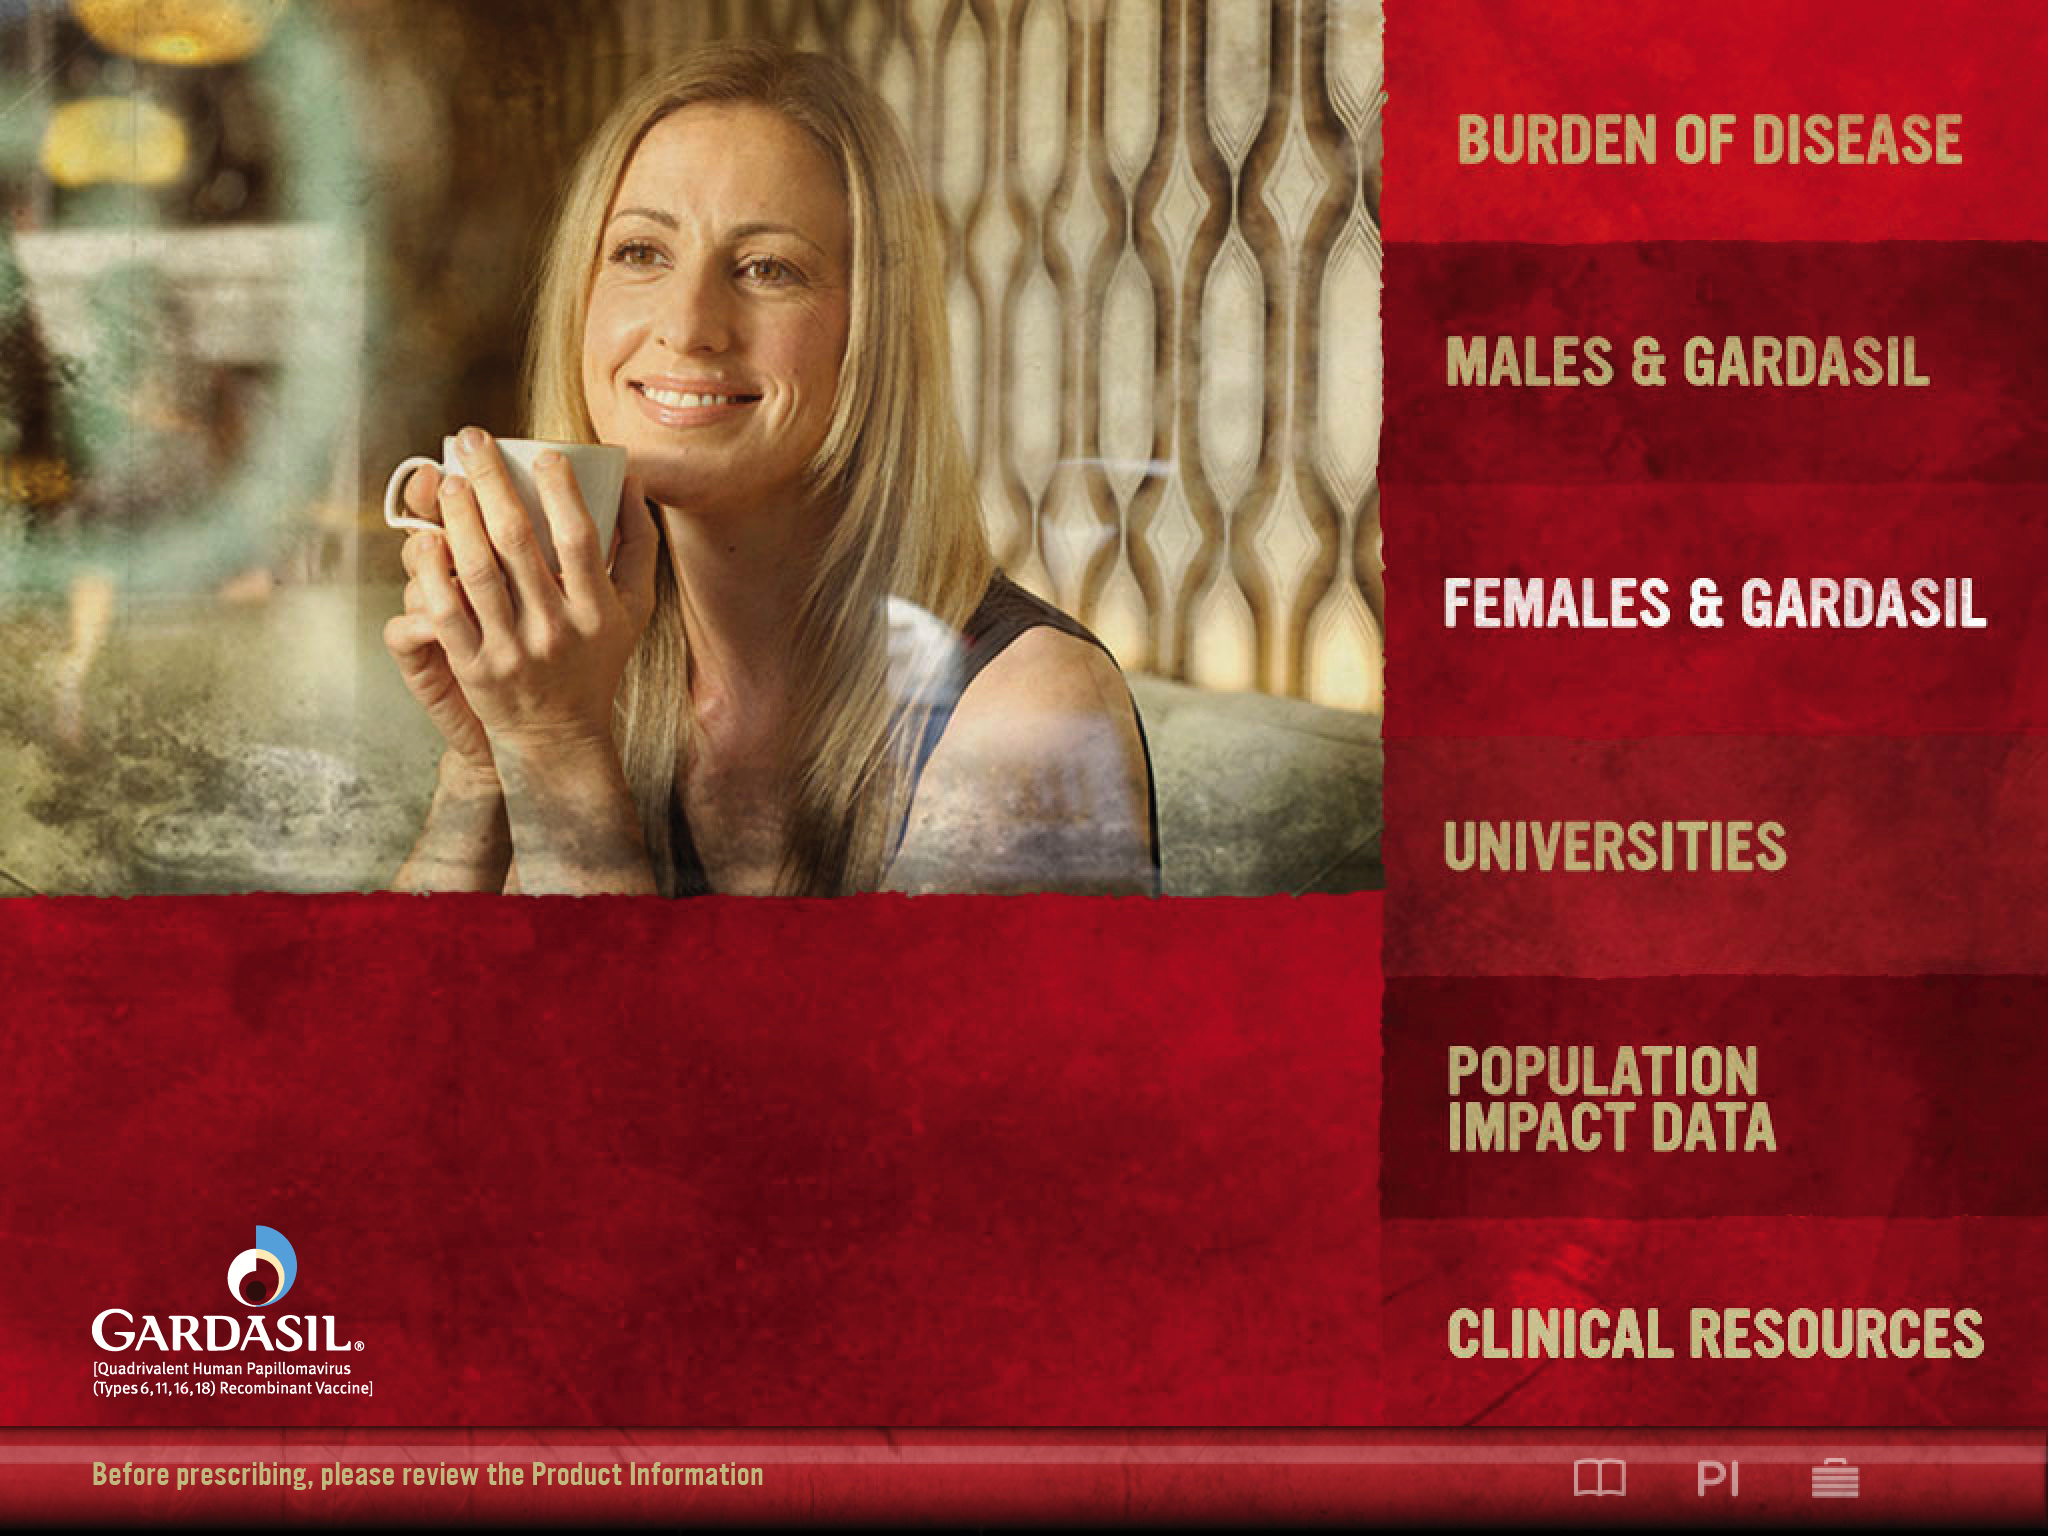 BURDEN OF DISEASE
MALES & GARDASIL
FEMALES & GARDASIL
UNIVERSITIES
POPULATION
IMPACT DATA
CLINICAL RESOURCES
GARDASIL®
[Quadrivalent Human Papillomavirus
(Types 6, 11, 16, 18) Recombinant Vaccine]
Before prescribing, please review the Product Information
PI